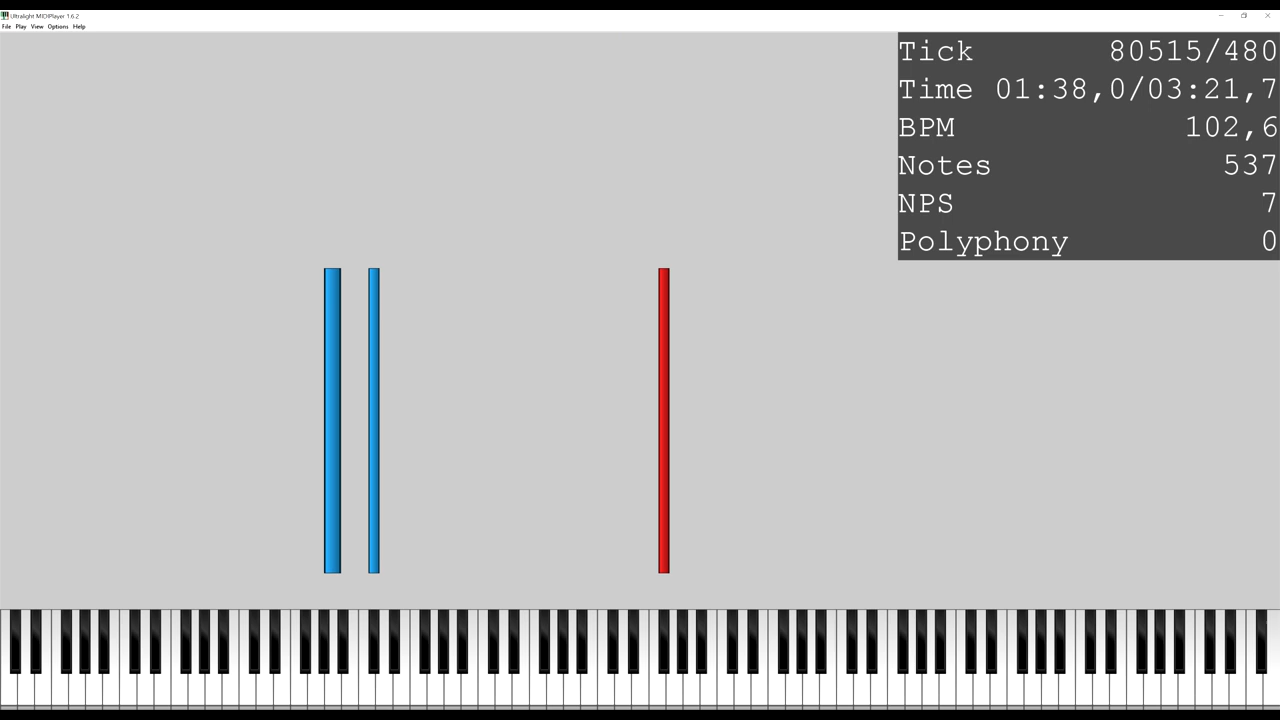 Ultralight MIDIPlayer 1.6.2
File Play View Options Help
Tick 80515/480
Time 01:38,0/03:21,7
BPM 102,6
Notes 537
NPS 7
Polyphony 0